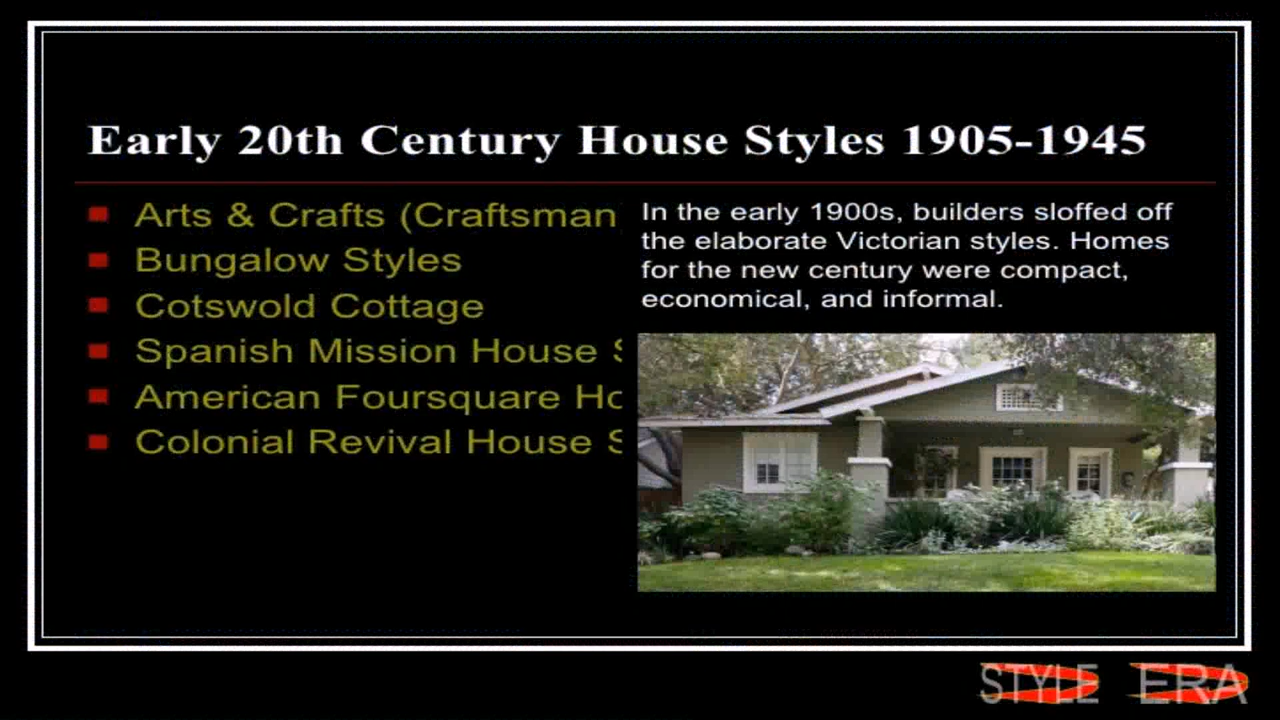 Early 20th Century House Styles 1905-1945
Arts & Crafts (Craftsman
Bungalow Styles
Cotswold Cottage
Spanish Mission House S
American Foursquare Ho
Colonial Revival House S
In the early 1900s, builders sloffed off
the elaborate Victorian styles. Homes
for the new century were compact,
economical, and informal.
STYLE ERA